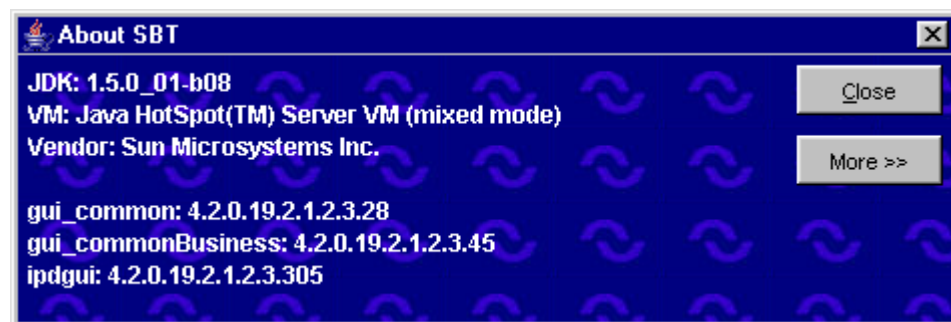 About SBT
JDK: 1.5.0_01-b08
Close
VM: Java HotSpot(TM) Server VM (mixed mode)
Vendor: Sun Microsystems Inc.
More >>
gui_common: 4.2.0.19.2.1.2.3.28
gui_commonBusiness: 4.2.0.19.2.1.2.3.45
ipdgui: 4.2.0.19.2.1.2.3.305